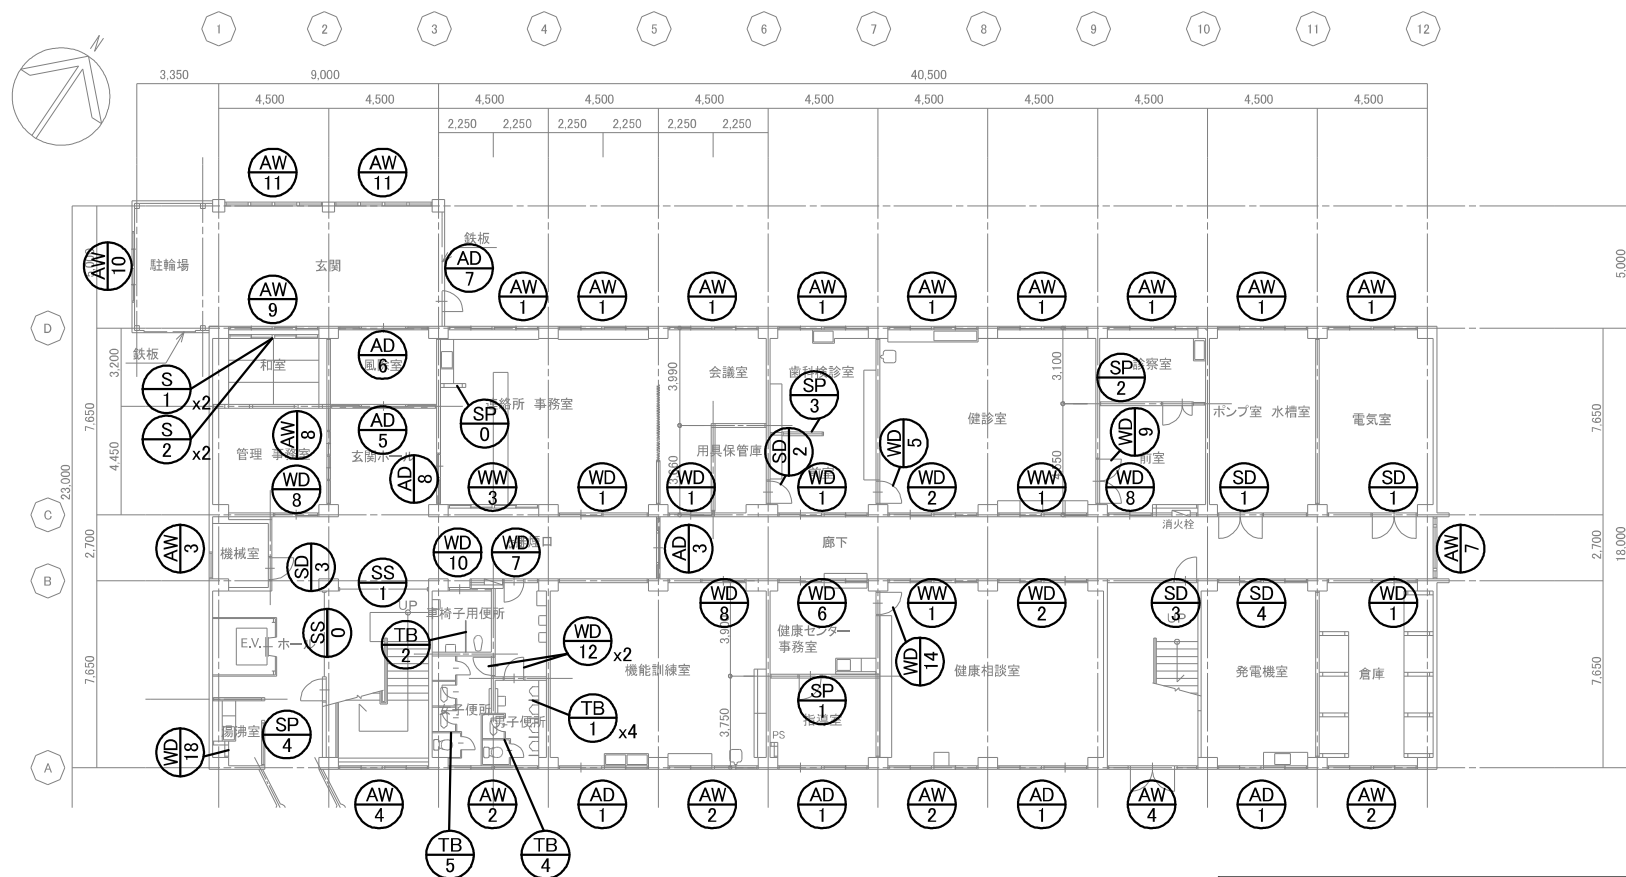 1 2 3 4 5 6 7 8 9 10 11 12
N
3,350 9,000 40,500
4,500 4,500 4,500 4,500 4,500 4,500 4,500 4,500 4,500 4,500 4,500
2,250 2,250 2,250 2,250 2,250 2,250
AW 11
AW 11
AW 10
駐輪場
玄関
鉄板
AD 7
5,000
AW 9
AW 1
AW 1
AW 1
AW 1
AW 1
AW 1
AW 1
AW 1
AW 1
D
鉄板
3,200
和室
AD 6
風除室
S 1 x2
S 2 x2
SP 0
連絡所 事務室
3,990
会議室
歯科検診室
SP 3
3,100
SP 2
診察室
7,650
4,450
23,000
管理 事務室
AW 8
AD 5
玄関ホール
AD 8
用具保管庫
SD 2
WD 5
健診室
WD 9
前室
ポンプ室 水槽室
電気室
7,650
WD 8
WW 3
WD 1
WD 1
WD 1
WD 2
WW 1
WD 8
SD 1
SD 1
C
消火栓
2,700
AW 3
機械室
SD 3
WD 10
WD 7
AD 3
廊下
AW 7
2,700
18,000
B
SS 1
UP
SS 0
E.V.
ホール
車椅子用便所
TB 2
WD 12 x2
WD 8
WD 6
WW 1
WD 2
SD 3
UP
SD 4
WD 1
健康センター
事務室
WD 14
7,650
機能訓練室
健康相談室
発電機室
倉庫
7,650
女子便所
男子便所
TB 1 x4
3,750
SP 1
指導室
PS
湯沸室
SP 4
WD 18
A
AW 4
AW 2
AD 1
AW 2
AD 1
AW 2
AD 1
AW 4
AD 1
AW 2
TB 5
TB 4